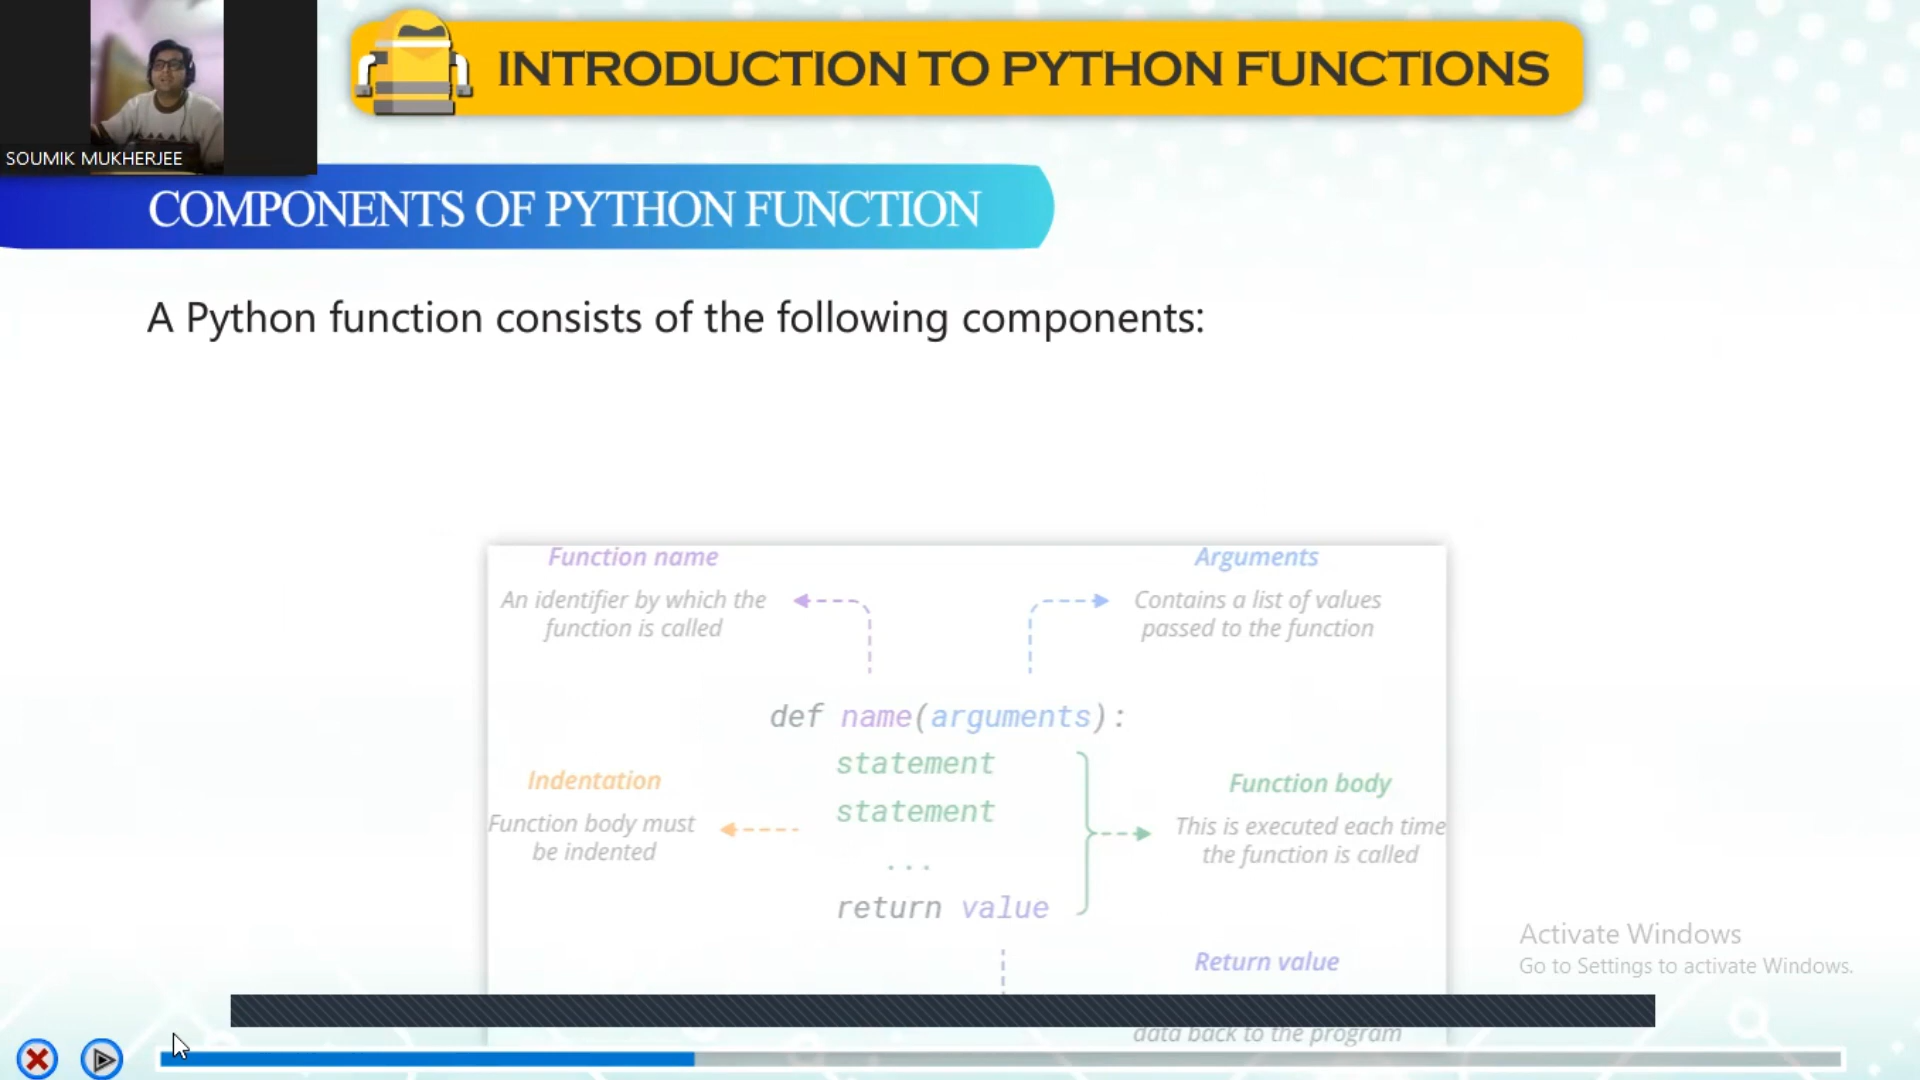 INTRODUCTION TO PYTHON FUNCTIONS
SOUMIK MUKHERJEE
COMPONENTS OF PYTHON FUNCTION
A Python function consists of the following components:
Function name
An identifier by which the
function is called
Arguments
Contains a list of values
passed to the function
def name(arguments):
statement
statement
...
return value
Indentation
Function body must
be indented
Function body
This is executed each time
the function is called
Return value
data back to the program
Activate Windows
Go to Settings to activate Windows.